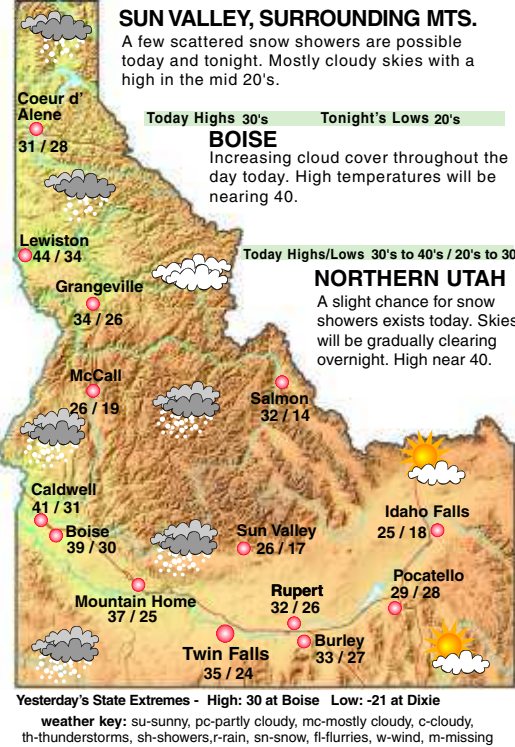 SUN VALLEY, SURROUNDING MTS.
A few scattered snow showers are possible
today and tonight. Mostly cloudy skies with a
high in the mid 20's.
Coeur d'
Alene
31 / 28
Today Highs 30's Tonight's Lows 20's
BOISE
Increasing cloud cover throughout the
day today. High temperatures will be
nearing 40.
Lewiston
44 / 34
Today Highs/Lows 30's to 40's / 20's to 30
Grangeville
34 / 26
NORTHERN UTAH
A slight chance for snow
showers exists today. Skies
will be gradually clearing
overnight. High near 40.
McCall
26 / 19
Salmon
32 / 14
Caldwell
41 / 31
Boise
39 / 30
Sun Valley
26 / 17
Idaho Falls
25 / 18
Pocatello
29 / 28
Mountain Home
37 / 25
Rupert
32 / 26
Burley
33 / 27
Twin Falls
35 / 24
Yesterday's State Extremes - High: 30 at Boise Low: -21 at Dixie
weather key: su-sunny, pc-partly cloudy, mc-mostly cloudy, c-cloudy,
th-thunderstorms, sh-showers,r-rain, sn-snow, fl-flurries, w-wind, m-missing